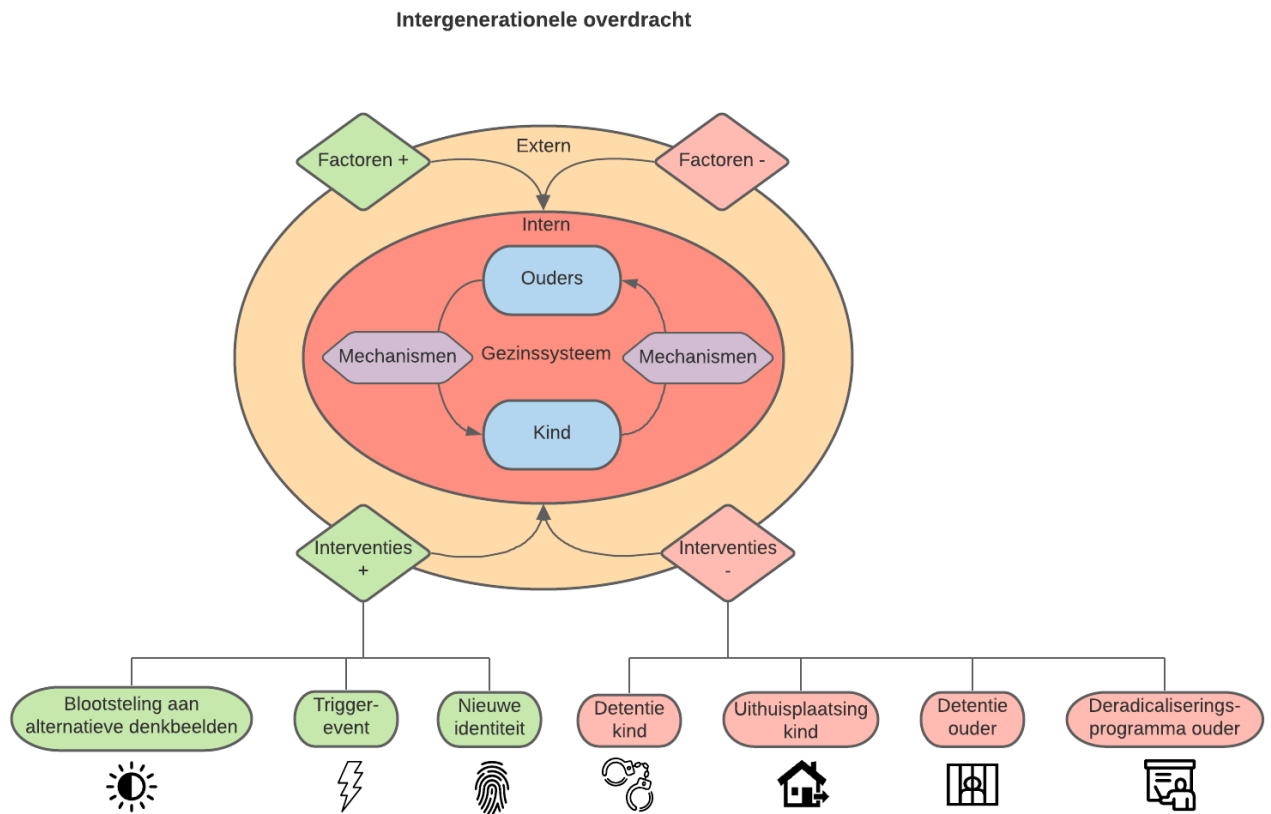 Intergenerationele overdracht
Extern
Factoren +
Factoren -
Intern
Ouders
Mechanismen
Gezinssysteem
Mechanismen
Kind
Interventies
+
Interventies
-
Blootsteling aan
alternatieve denkbeelden
Trigger-
event
Nieuwe
identiteit
Detentie
kind
Uithuisplaatsing
kind
Detentie
ouder
Deradicaliserings-
programma ouder